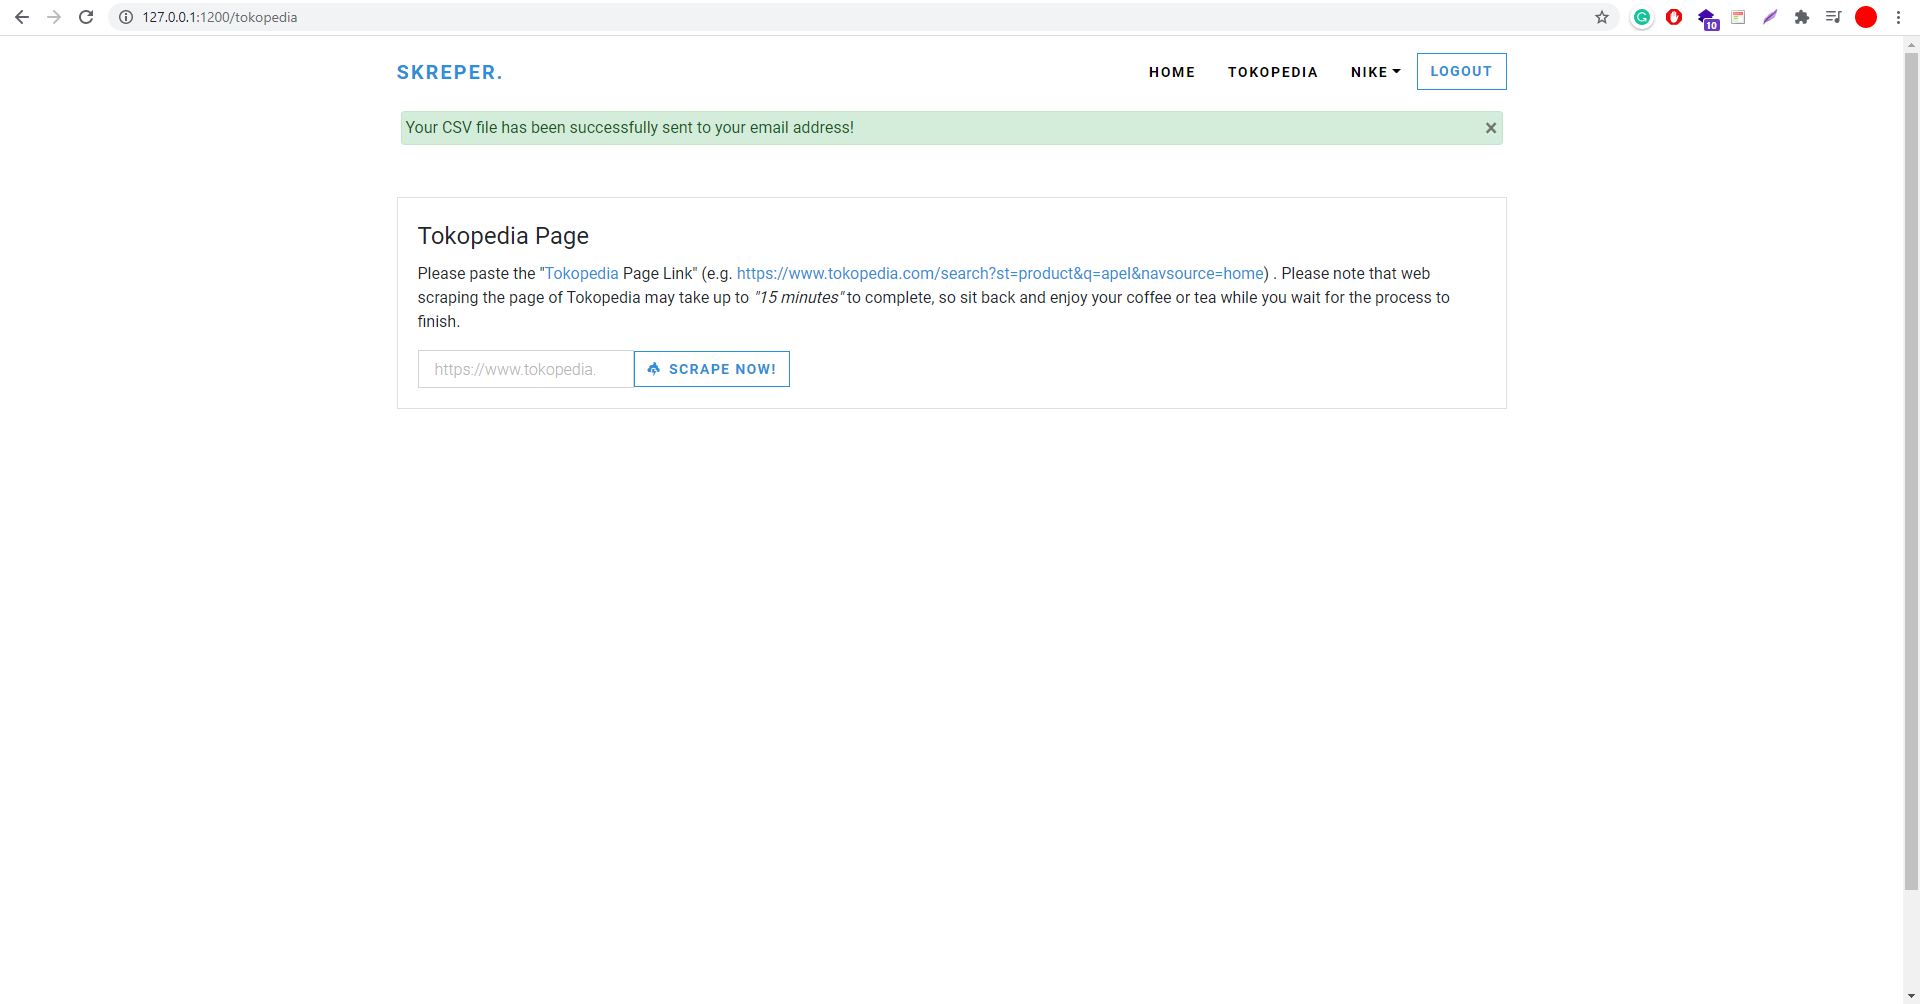 127.0.0.1:1200/tokopedia
10
SKREPER.
HOME
TOKOPEDIA
NIKE
LOGOUT
Your CSV file has been successfully sent to your email address!
×
Tokopedia Page
Please paste the "Tokopedia Page Link" (e.g. https://www.tokopedia.com/search?st=product&q=apel&navsource=home) . Please note that web
scraping the page of Tokopedia may take up to "15 minutes" to complete, so sit back and enjoy your coffee or tea while you wait for the process to
finish.
https://www.tokopedia.
SCRAPE NOW!